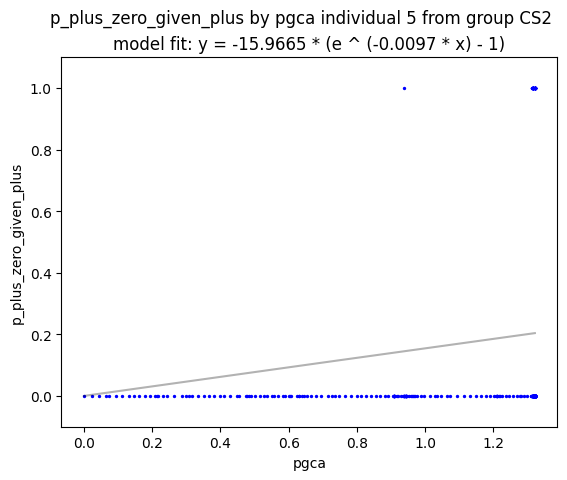 p_plus_zero_given_plus by pgca individual 5 from group CS2
model fit: y = -15.9665 * (e ^ (-0.0097 * x) - 1)
1.0
0.8
0.6
0.4
0.2
0.0
p_plus_zero_given_plus
0.0 0.2 0.4 0.6 0.8 1.0 1.2
pgca